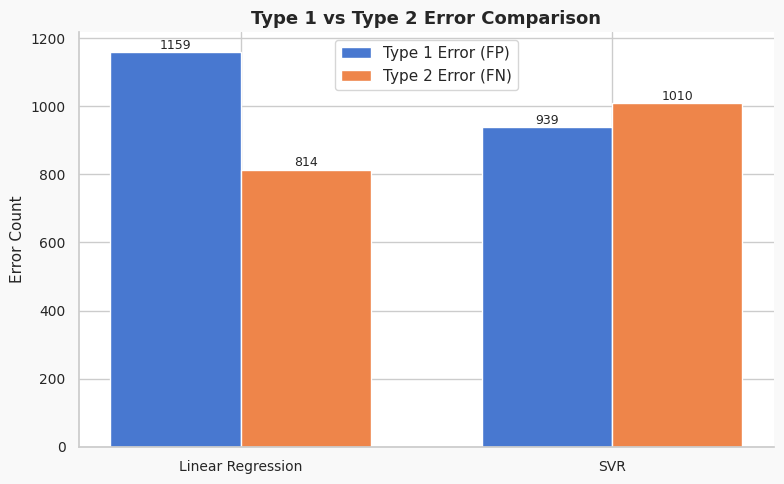 Type 1 vs Type 2 Error Comparison
Type 1 Error (FP)
Type 2 Error (FN)
Error Count
1200
1000
800
600
400
200
0
1159
814
939
1010
Linear Regression
SVR